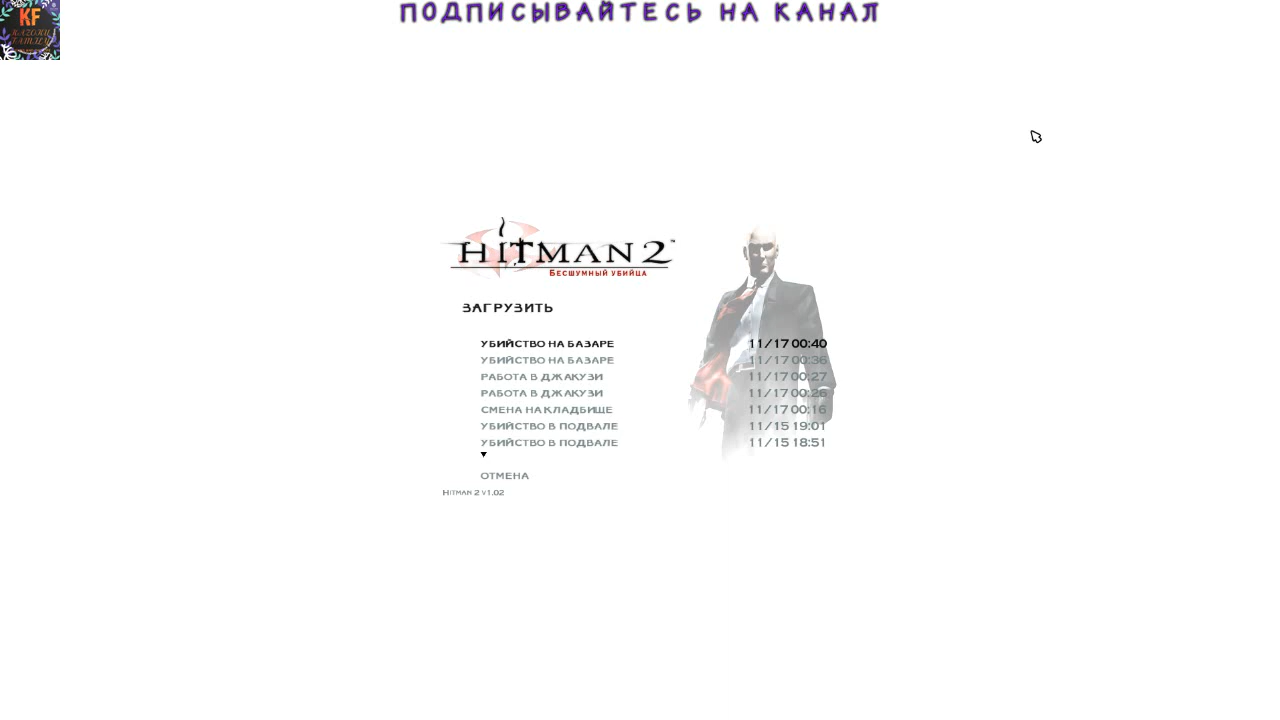 ПОДПИСЫВАЙТЕСЬ НА КАНАЛ
KF
HITMAN 2™
БЕСШУМНЫЙ УБИЙЦА
ЗАГРУЗИТЬ
УБИЙСТВО НА БАЗАРЕ 11/17 00:40
УБИЙСТВО НА БАЗАРЕ 11/17 00:36
РАБОТА В ДЖАКУЗИ 11/17 00:27
РАБОТА В ДЖАКУЗИ 11/17 00:26
СМЕНА НА КЛАДБИЩЕ 11/17 00:16
УБИЙСТВО В ПОДВАЛЕ 11/15 19:01
УБИЙСТВО В ПОДВАЛЕ 11/15 18:51
ОТМЕНА
HITMAN 2 V1.02